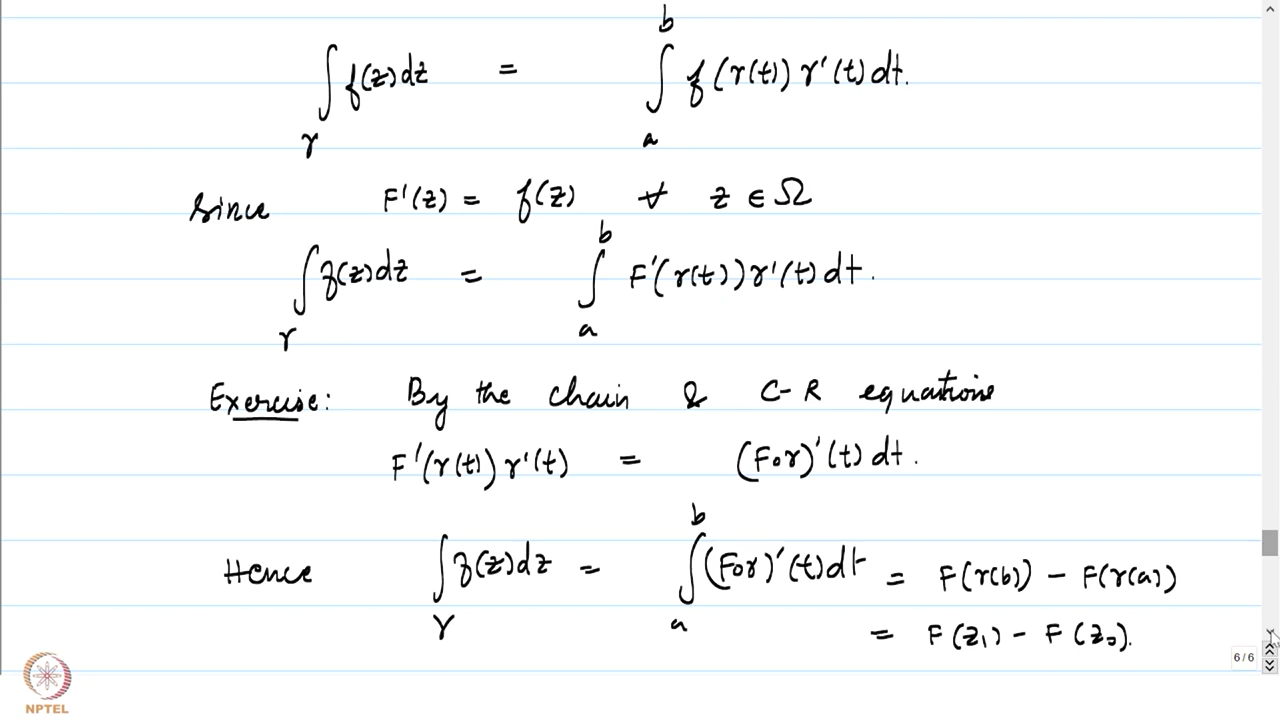 ∫_γ f(z)dz = ∫_a^b f(γ(t)) γ'(t) dt.
Since F'(z) = f(z) ∀ z ∈ Ω
∫_γ f(z)dz = ∫_a^b F'(γ(t)) γ'(t) dt.
Exercise: By the chain & C-R equations
F'(γ(t)) γ'(t) = (F∘γ)'(t) dt.
Hence ∫_γ f(z)dz = ∫_a^b (F∘γ)'(t) dt = F(γ(b)) - F(γ(a))
= F(z₁) - F(z₀).
6/6
NPTEL